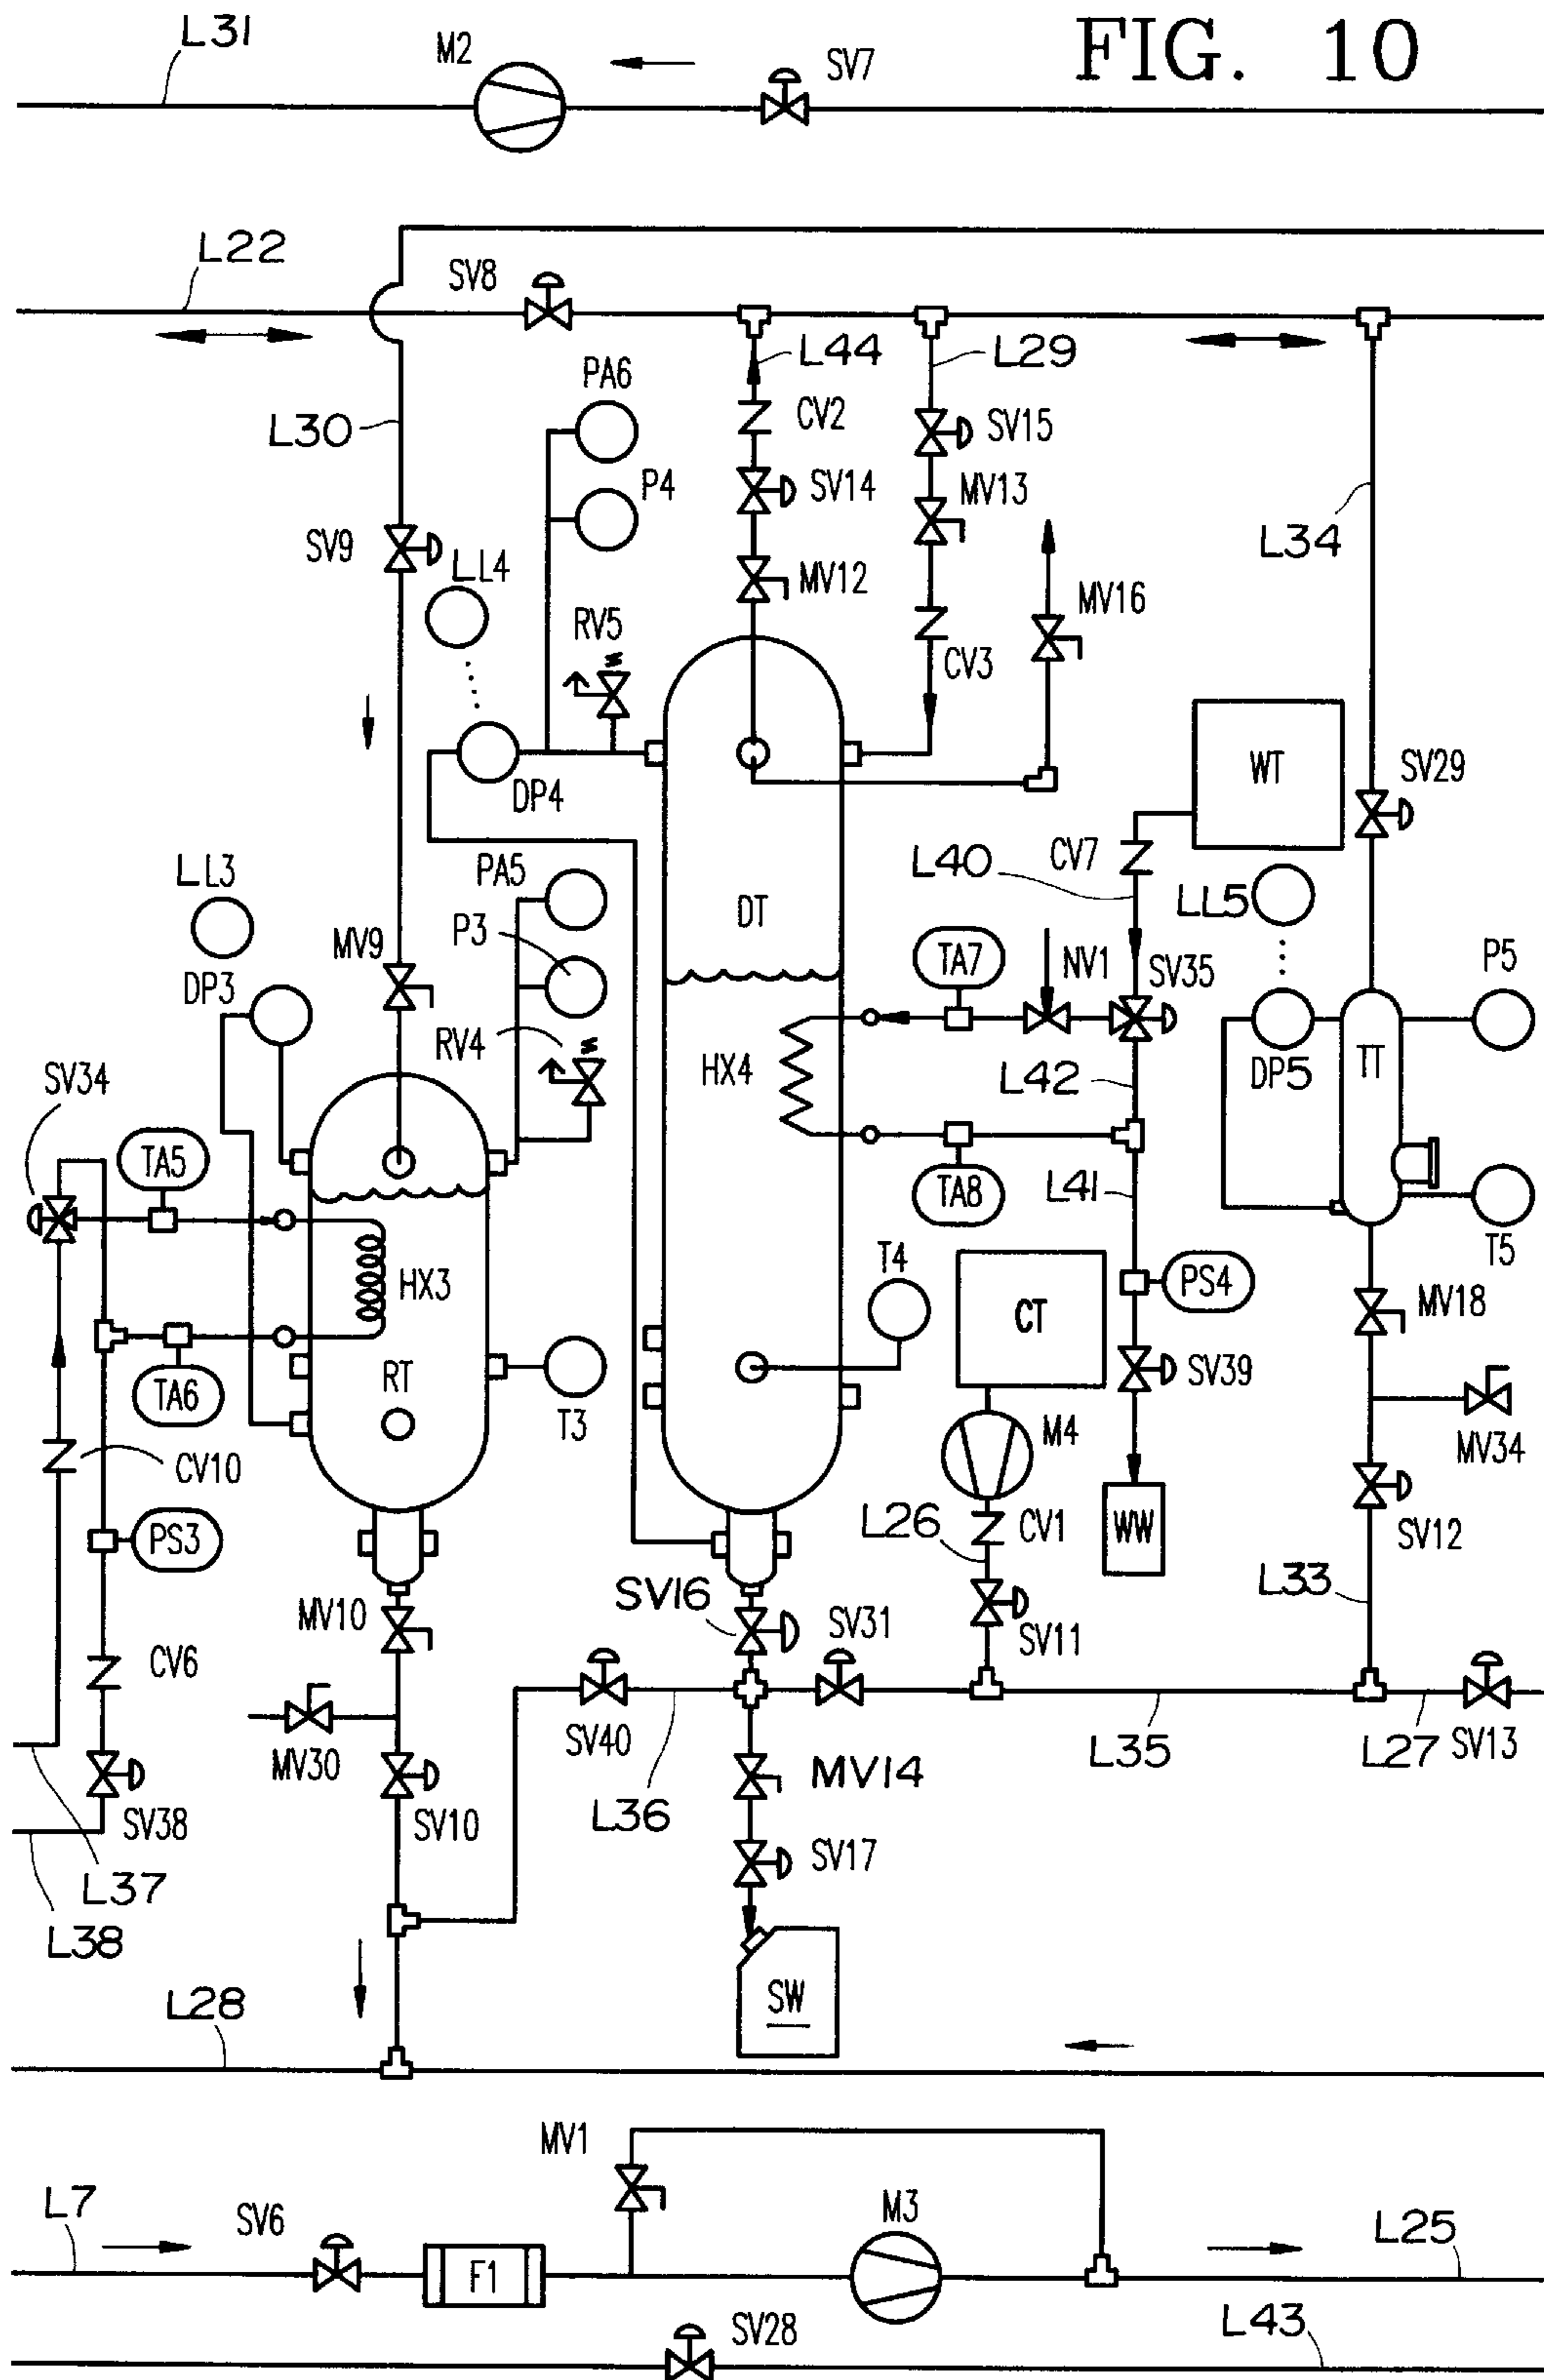 FIG. 10
L31
M2
SV7
L22
SV8
L44
L29
PA6
CV2
SV15
L30
P4
SV14
MV13
L34
SV9
LL4
MV12
MV16
RV5
CV3
WT
SV29
DP4
CV7
L40
LL5
LL3
PA5
DT
P3
MV9
TA7
NV1
SV35
P5
DP3
RV4
HX4
L42
DP5
TT
SV34
TA5
TA8
L41
T4
T5
HX3
CT
PS4
MV18
RT
SV39
TA6
T3
M4
MV34
CV10
L26
CV1
WW
SV12
PS3
L33
SV16
MV10
SV31
SV11
CV6
SV40
L35
L27
SV13
MV30
MV14
L36
SV38
SV10
SV17
L37
L38
SW
L28
MV1
L7
SV6
M3
L25
F1
SV28
L43